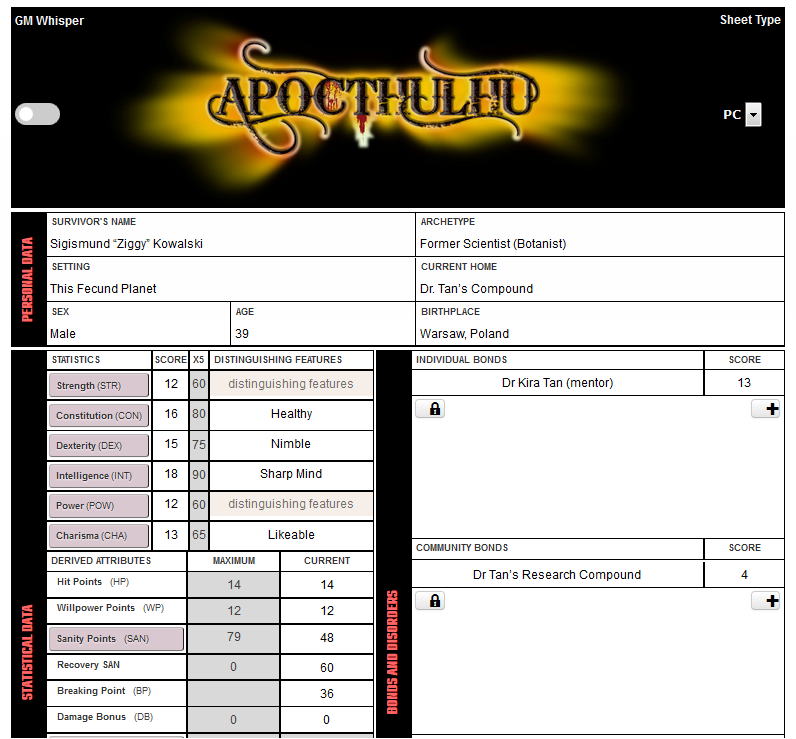 GM Whisper
Sheet Type
APOCTHULHU
PC
PERSONAL DATA
SURVIVOR'S NAME
ARCHETYPE
Sigismund “Ziggy” Kowalski
Former Scientist (Botanist)
SETTING
CURRENT HOME
This Fecund Planet
Dr. Tan’s Compound
SEX
AGE
BIRTHPLACE
Male
39
Warsaw, Poland
STATISTICAL DATA
STATISTICS SCORE X5 DISTINGUISHING FEATURES
Strength (STR) 12 60 distinguishing features
Constitution (CON) 16 80 Healthy
Dexterity (DEX) 15 75 Nimble
Intelligence (INT) 18 90 Sharp Mind
Power (POW) 12 60 distinguishing features
Charisma (CHA) 13 65 Likeable
DERIVED ATTRIBUTES MAXIMUM CURRENT
Hit Points (HP) 14 14
Willpower Points (WP) 12 12
Sanity Points (SAN) 79 48
Recovery SAN 0 60
Breaking Point (BP) 36
Damage Bonus (DB) 0 0
BONDS AND DISORDERS
INDIVIDUAL BONDS SCORE
Dr Kira Tan (mentor) 13
+
COMMUNITY BONDS SCORE
Dr Tan’s Research Compound 4
+